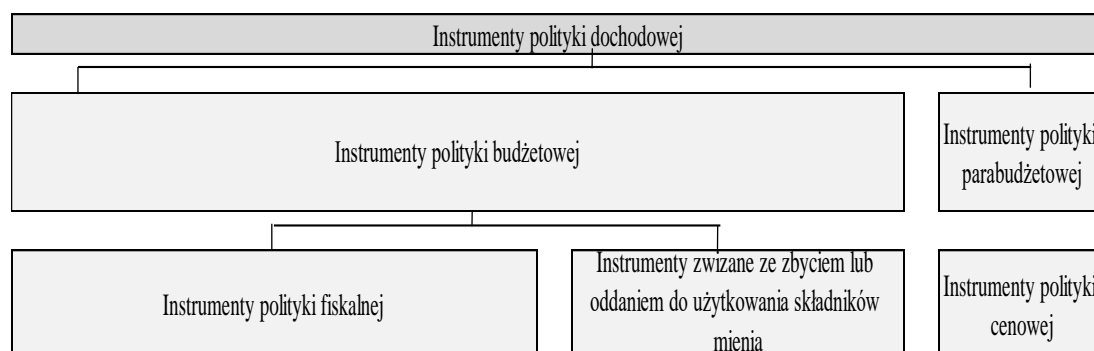 Instrumenty polityki dochodowej
Instrumenty polityki budżetowej
Instrumenty polityki
parabudżetowej
Instrumenty polityki fiskalnej
Instrumenty zwizane ze zbyciem lub
oddaniem do użytkowania składników
mienia
Instrumenty polityki
cenowej